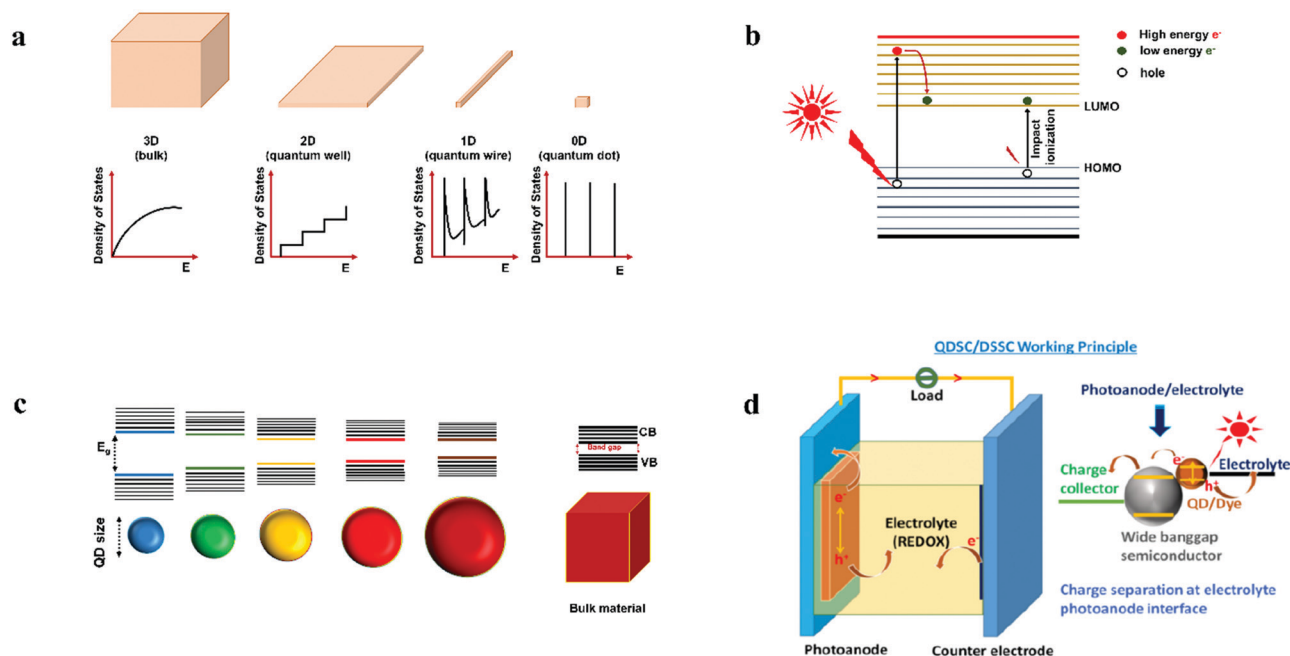 a
3D
(bulk)
2D
(quantum well)
1D
(quantum wire)
0D
(quantum dot)
Density of States
E
Density of States
E
Density of States
E
Density of States
E
b
High energy e-
low energy e-
hole
LUMO
HOMO
Impact
ionization
c
Eg
QD size
CB
Band gap
VB
Bulk material
d
QDSC/DSSC Working Principle
Load
e-
h+
Electrolyte
(REDOX)
e-
Photoanode
Counter electrode
Photoanode/electrolyte
Charge
collector
e-
h+
Electrolyte
QD/Dye
Wide banggap
semiconductor
Charge separation at electrolyte
photoanode interface